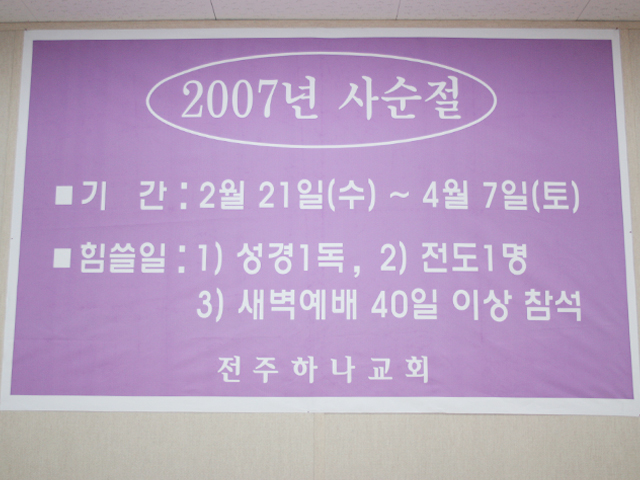 2007년 사순절
■ 기 간 : 2월 21일(수) ~ 4월 7일(토)
■ 힘쓸일 : 1) 성경1독, 2) 전도1명
3) 새벽예배 40일 이상 참석
전주하나교회